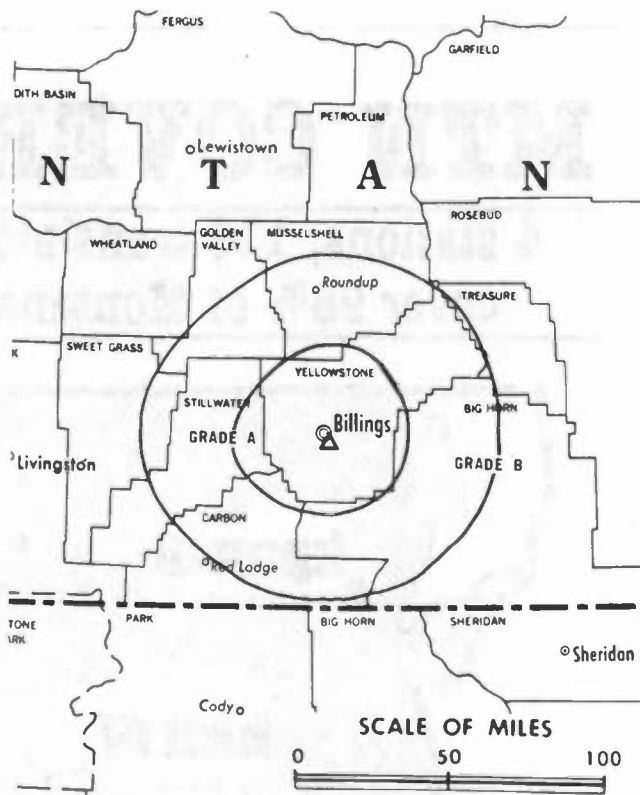 FERGUS
GARFIELD
DITH BASIN
PETROLEUM
Lewistown
N T A N
ROSEBUD
WHEATLAND
GOLDEN VALLEY
MUSSELSHELL
Roundup
TREASURE
K
SWEET GRASS
YELLOWSTONE
STILLWATER
BIG HORN
GRADE A
Billings
Livingston
GRADE B
CARBON
Red Lodge
PARK
BIG HORN
SHERIDAN
TONE
ARK
Sheridan
Cody
SCALE OF MILES
0 50 100